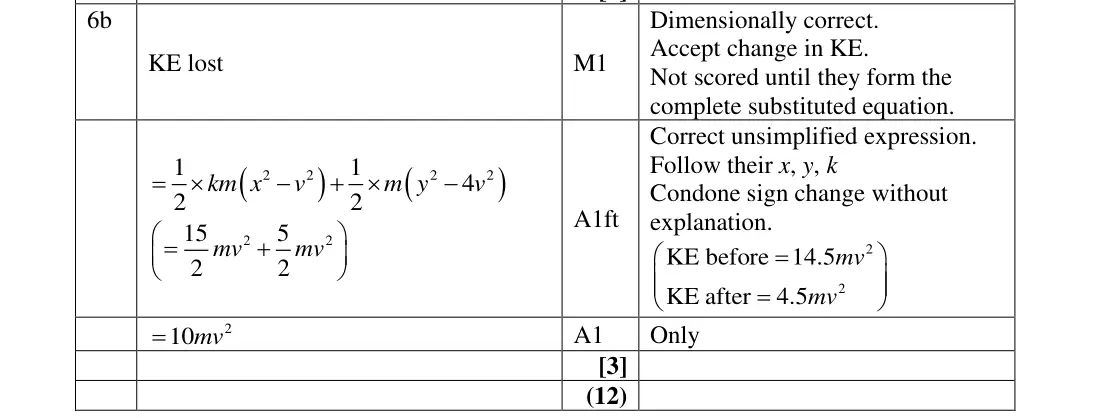 6b
KE lost
M1
Dimensionally correct.
Accept change in KE.
Not scored until they form the
complete substituted equation.
= 1/2 × km(x² − v²) + 1/2 × m(y² − 4v²)
(= 15/2 mv² + 5/2 mv²)
A1ft
Correct unsimplified expression.
Follow their x, y, k
Condone sign change without
explanation.
(KE before = 14.5mv²
KE after = 4.5mv²)
= 10mv²
A1
Only
[3]
(12)